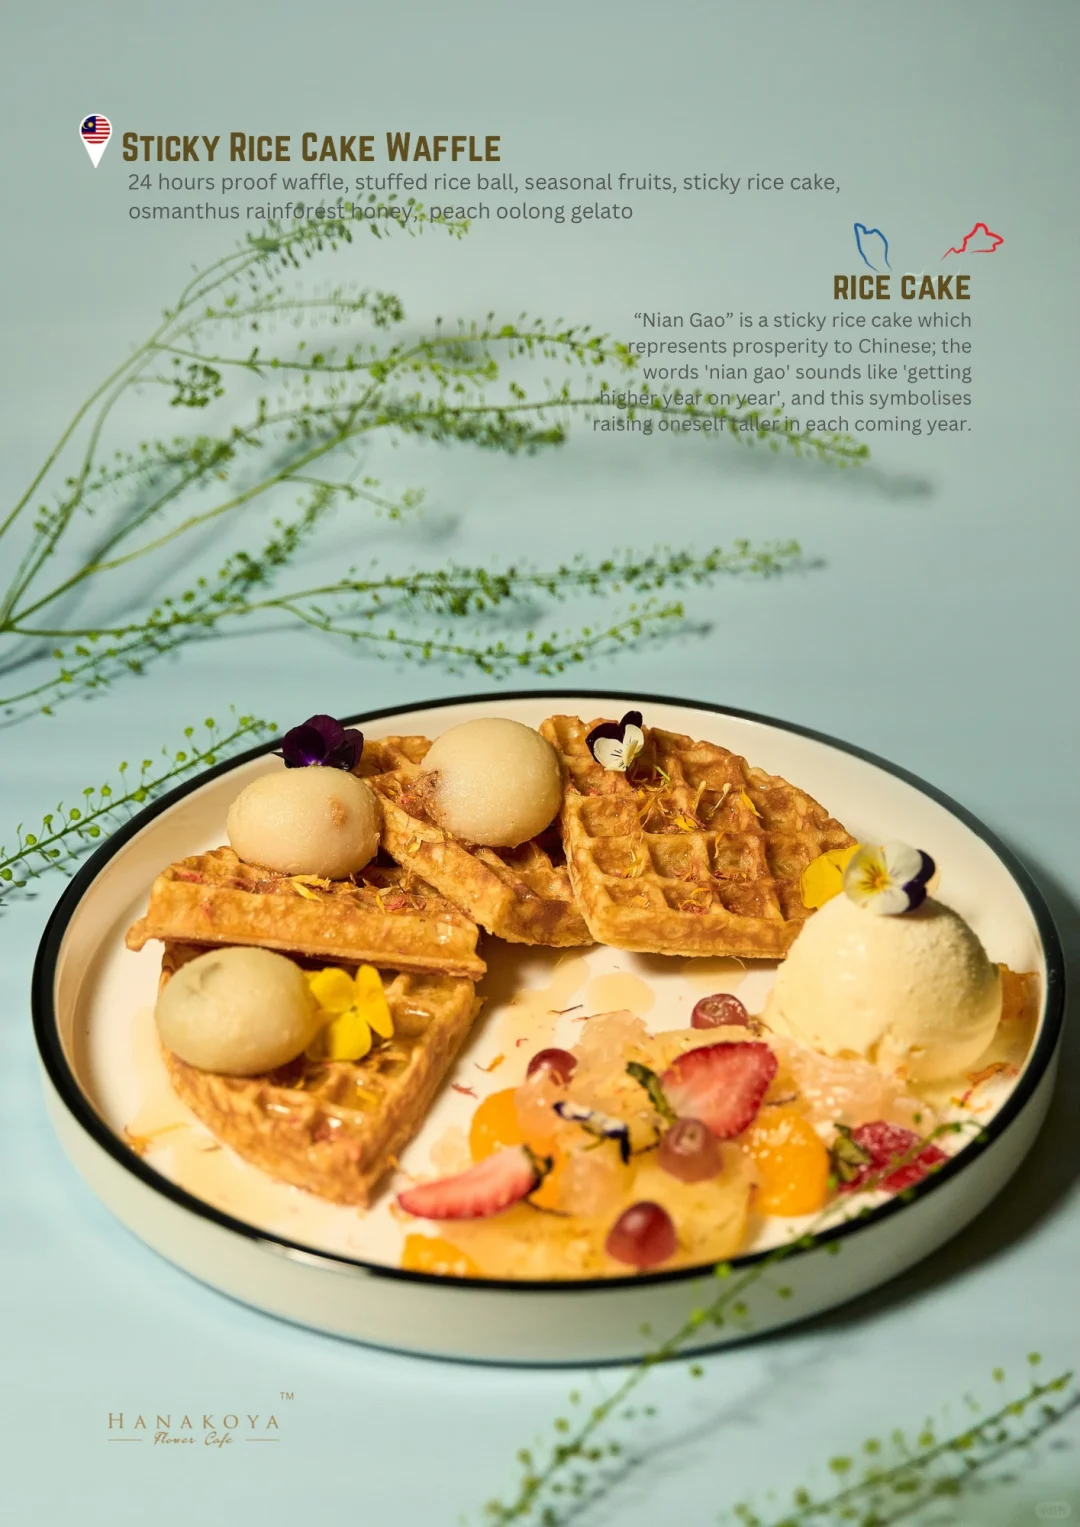 STICKY RICE CAKE WAFFLE
24 hours proof waffle, stuffed rice ball, seasonal fruits, sticky rice cake,
osmanthus rainforest honey, peach oolong gelato
RICE CAKE
“Nian Gao” is a sticky rice cake which
represents prosperity to Chinese; the
words 'nian gao' sounds like 'getting
higher year on year', and this symbolises
raising oneself taller in each coming year.
TM
HANAKOYA
Flower Cafe